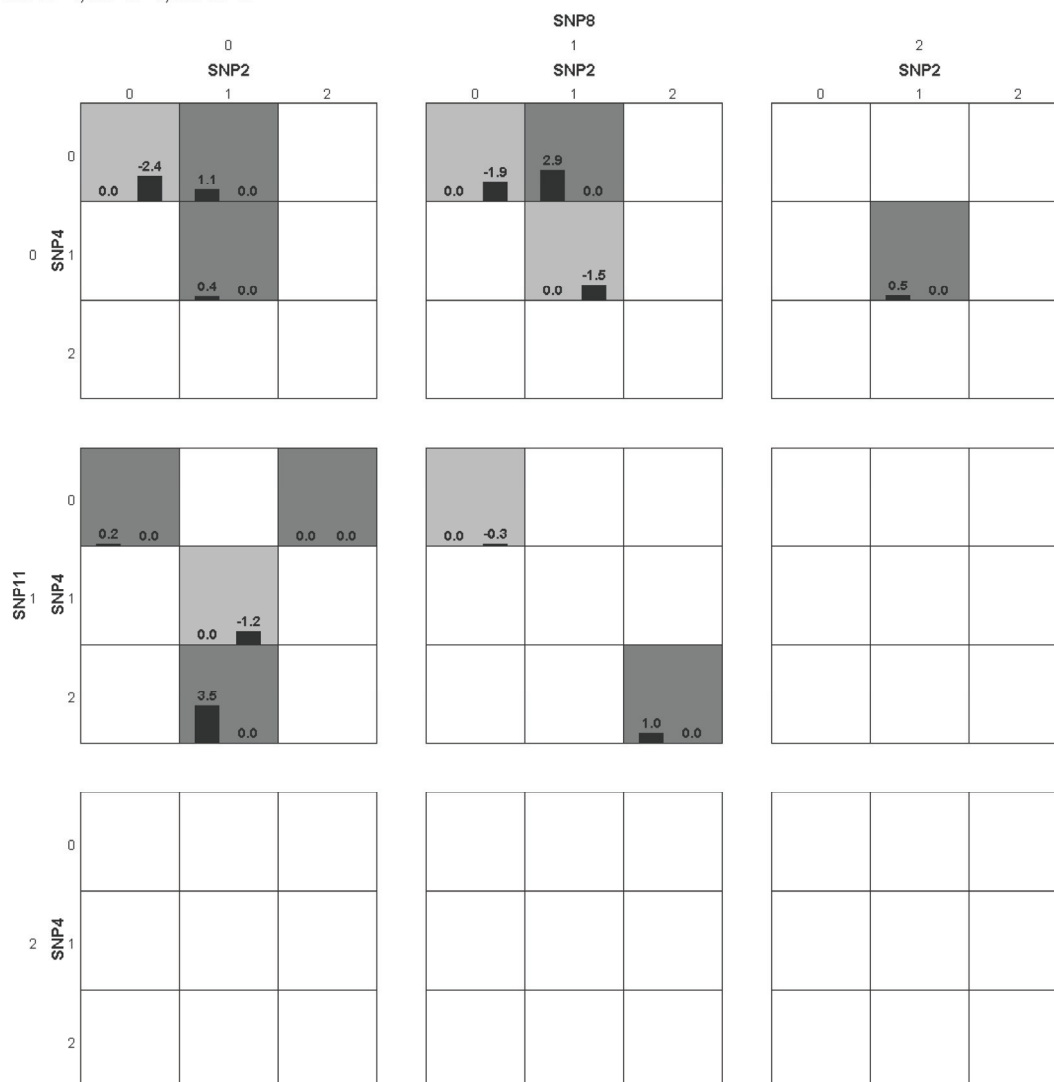 SNP8
0 1 2
SNP2 SNP2 SNP2
0 1 2 0 1 2 0 1 2
0
-2.4 1.1 -1.9 2.9
0.0 0.0 0.0 0.0
0 SNP4 1
-1.5
0.4 0.0 0.0 0.5 0.0
2
0
0.2 0.0 0.0 0.0 0.0 -0.3
SNP11 1 SNP4 1
-1.2
0.0
2
3.5 1.0
0.0 0.0
0
2 SNP4 1
2